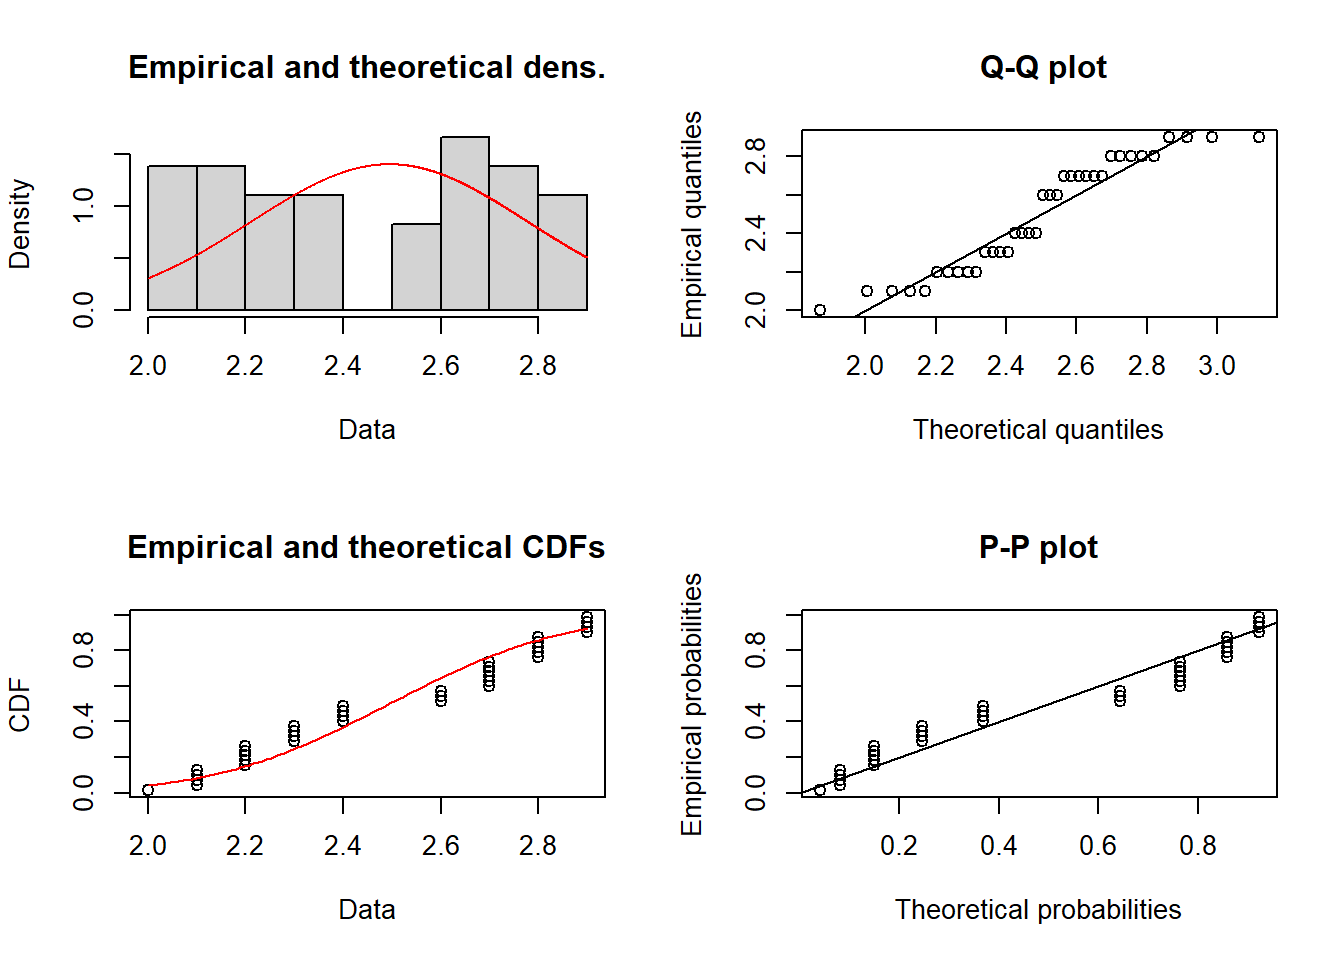 Empirical and theoretical dens.
Density
0.0 1.0
2.0 2.2 2.4 2.6 2.8
Data
Q-Q plot
Empirical quantiles
2.0 2.4 2.8
2.0 2.2 2.4 2.6 2.8 3.0
Theoretical quantiles
Empirical and theoretical CDFs
CDF
0.0 0.4 0.8
2.0 2.2 2.4 2.6 2.8
Data
P-P plot
Empirical probabilities
0.0 0.4 0.8
0.2 0.4 0.6 0.8
Theoretical probabilities